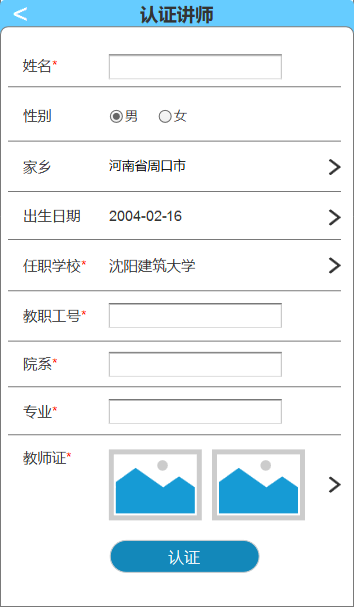 < 认证讲师
姓名*
性别 男 女
家乡 河南省周口市 >
出生日期 2004-02-16 >
任职学校* 沈阳建筑大学 >
教职工号*
院系*
专业*
教师证* >
认证